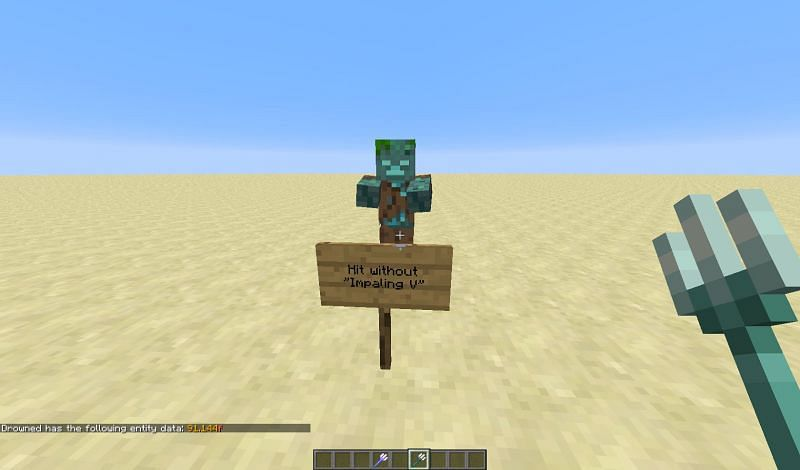 Hit without
"Impaling V"
Drowned has the following entity data: 91.144f